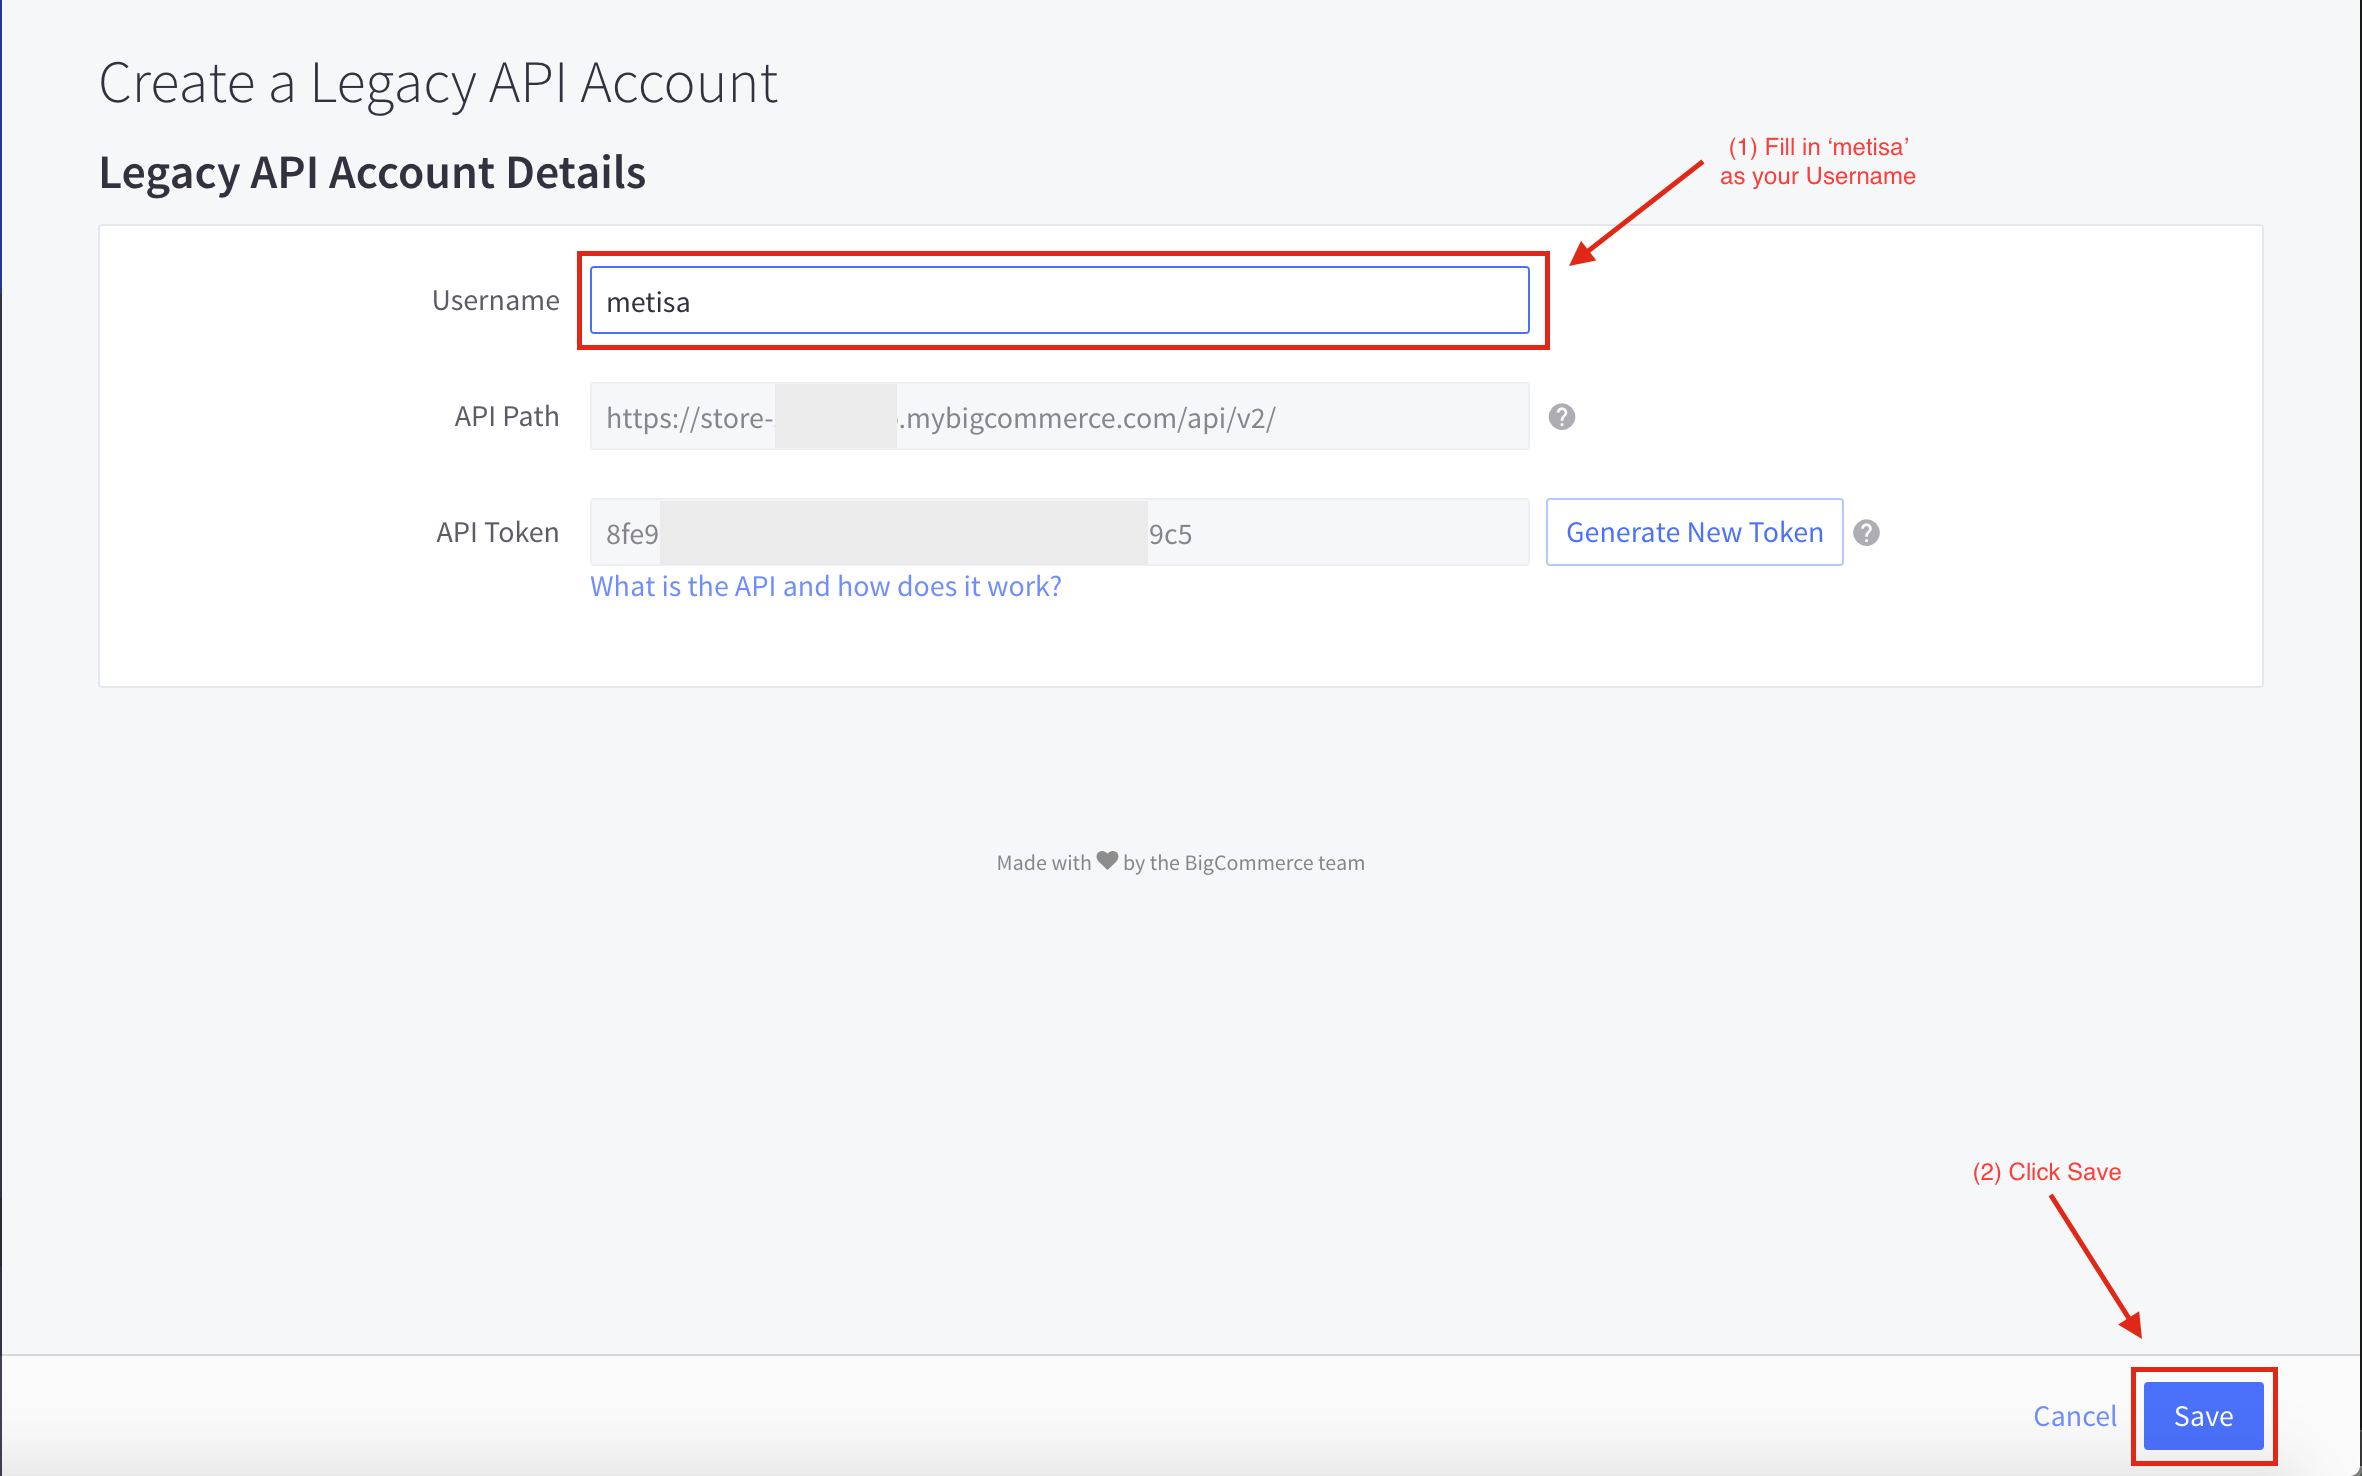 Create a Legacy API Account
Legacy API Account Details
(1) Fill in ‘metisa’
as your Username
Username
metisa
API Path
https://store- .mybigcommerce.com/api/v2/
API Token
8fe9 9c5
Generate New Token
What is the API and how does it work?
Made with ♥ by the BigCommerce team
(2) Click Save
Cancel
Save